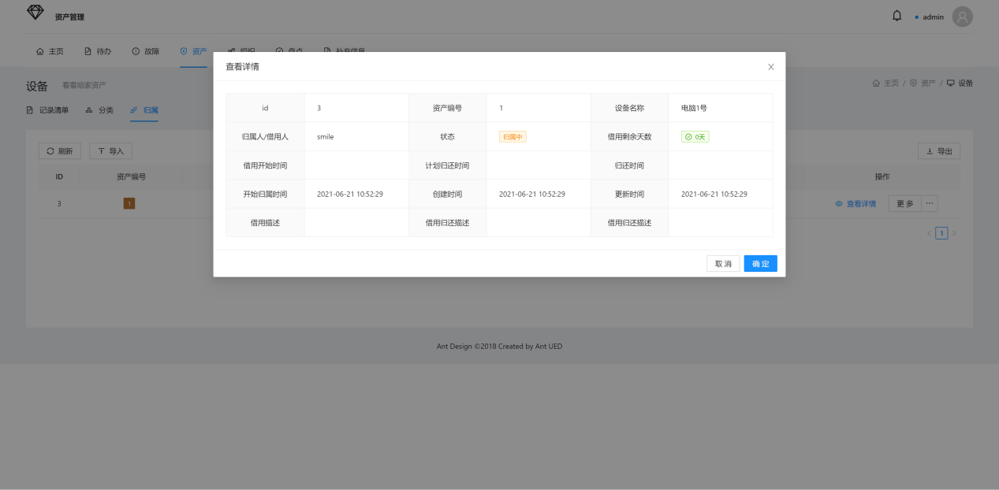 资产管理
admin
主页 待办 故障 资产 组织 盘点 补充信息
设备 看看咱家资产
主页 / 资产 / 设备
记录清单 分类 归属
刷新 导入 导出
ID 资产编号 操作
3 1 查看详情 更多 ···
< 1 >
查看详情
id 3 资产编号 1 设备名称 电脑1号
归属人/借用人 smile 状态 归属中 借用剩余天数 0天
借用开始时间 计划归还时间 归还时间
开始归属时间 2021-06-21 10:52:29 创建时间 2021-06-21 10:52:29 更新时间 2021-06-21 10:52:29
借用描述 借用归还描述 借用归还描述
取消 确定
Ant Design ©2018 Created by Ant UED